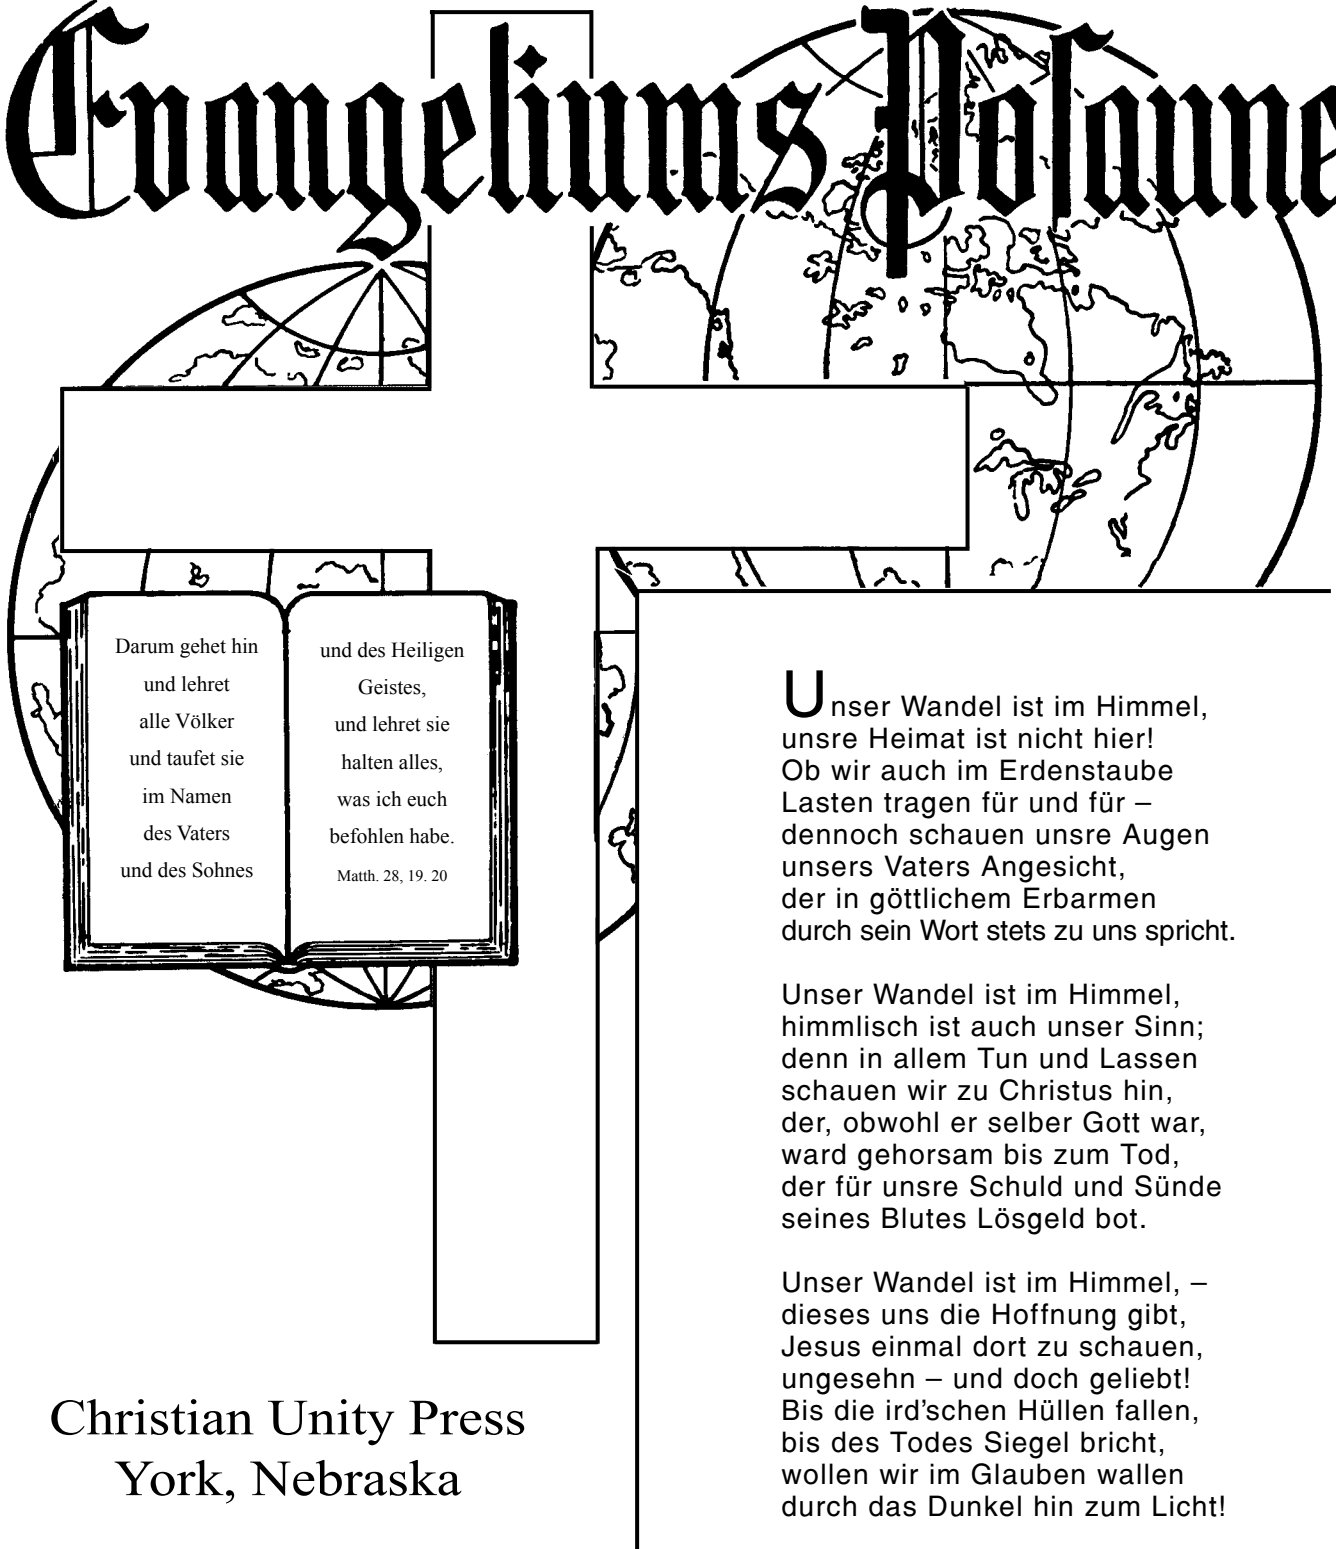 Evangeliums Posaune
Darum gehet hin
und lehret
alle Völker
und taufet sie
im Namen
des Vaters
und des Sohnes
und des Heiligen
Geistes,
und lehret sie
halten alles,
was ich euch
befohlen habe.
Matth. 28, 19. 20
Unser Wandel ist im Himmel,
unsre Heimat ist nicht hier!
Ob wir auch im Erdenstaube
Lasten tragen für und für –
dennoch schauen unsre Augen
unsers Vaters Angesicht,
der in göttlichem Erbarmen
durch sein Wort stets zu uns spricht.

Unser Wandel ist im Himmel,
himmlisch ist auch unser Sinn;
denn in allem Tun und Lassen
schauen wir zu Christus hin,
der, obwohl er selber Gott war,
ward gehorsam bis zum Tod,
der für unsre Schuld und Sünde
seines Blutes Lösgeld bot.

Unser Wandel ist im Himmel, –
dieses uns die Hoffnung gibt,
Jesus einmal dort zu schauen,
ungesehn – und doch geliebt!
Bis die ird’schen Hüllen fallen,
bis des Todes Siegel bricht,
wollen wir im Glauben wallen
durch das Dunkel hin zum Licht!
Christian Unity Press
York, Nebraska